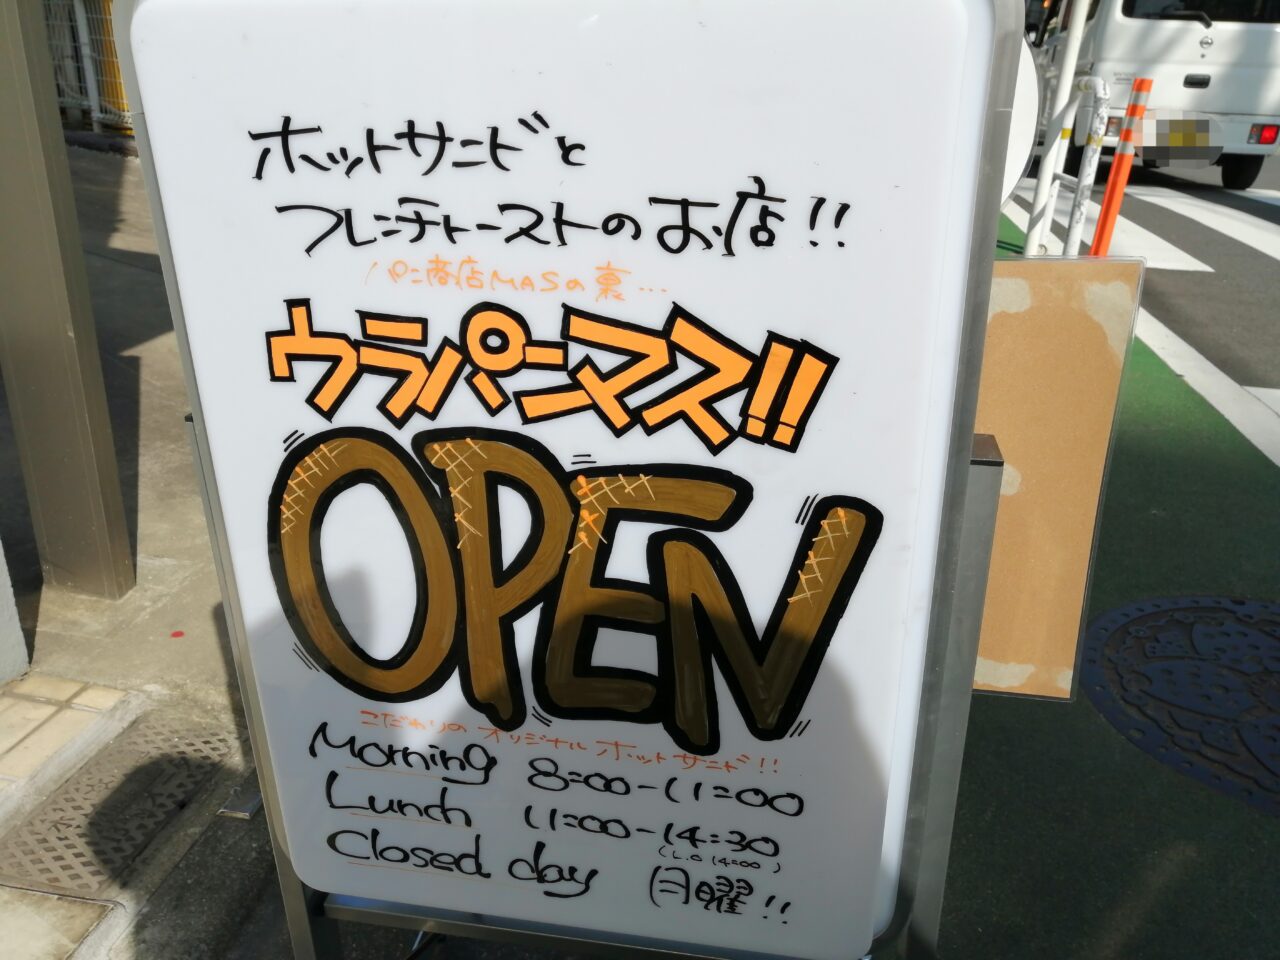 ホットサンドと
フレンチトーストのお店!!
パン商店MASの裏...
ウラパンマス!!
OPEN
こだわりのオリジナルホットサンド!!
Morning 8:00-11:00
Lunch 11:00-14:30
(L.O 14:00)
Closed day 月曜!!